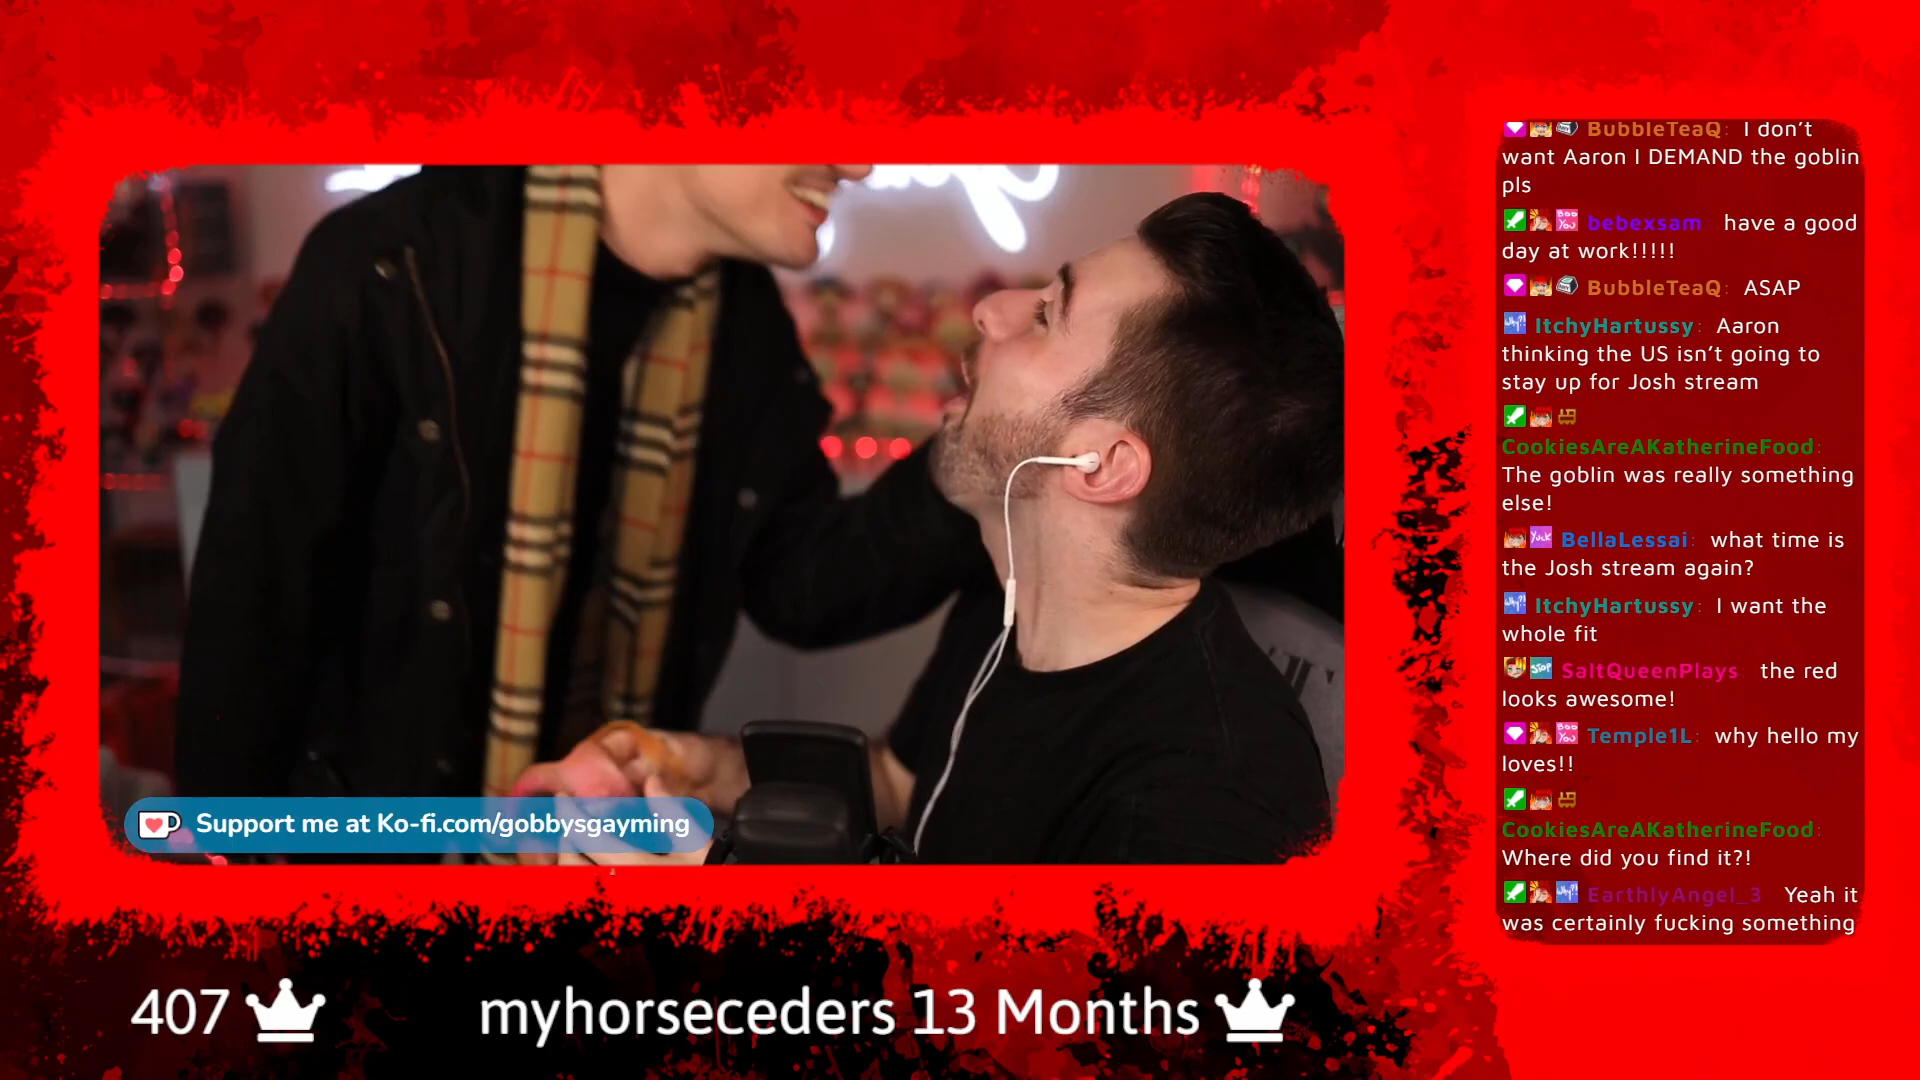 BubbleTeaQ: I don't
want Aaron I DEMAND the goblin
pls
bebexsam: have a good
day at work!!!!!
BubbleTeaQ: ASAP
ItchyHartussy: Aaron
thinking the US isn't going to
stay up for Josh stream
CookiesAreAKatherineFood:
The goblin was really something
else!
BellaLessai: what time is
the Josh stream again?
ItchyHartussy: I want the
whole fit
SaltQueenPlays: the red
looks awesome!
Temple1L: why hello my
loves!!
CookiesAreAKatherineFood:
Where did you find it?!
EarthlyAngel_3 Yeah it
was certainly fucking something
Support me at Ko-fi.com/gobbysgayming
407
myhorseceders 13 Months